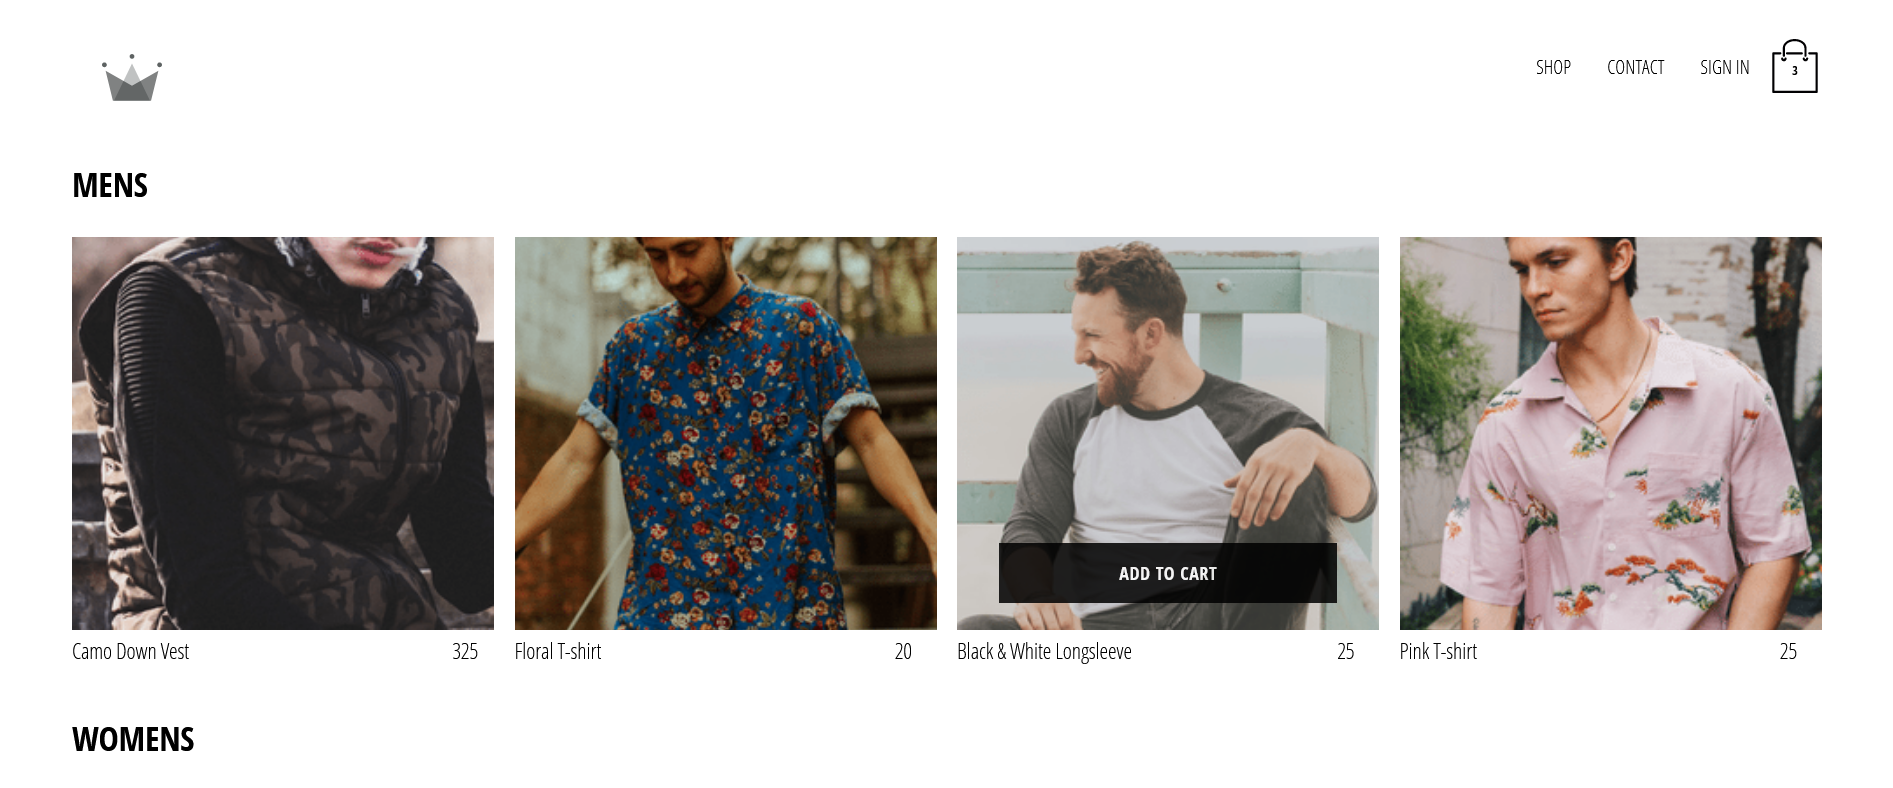 SHOP CONTACT SIGN IN 3
MENS
ADD TO CART
Camo Down Vest 325 Floral T-shirt 20 Black & White Longsleeve 25 Pink T-shirt 25
WOMENS